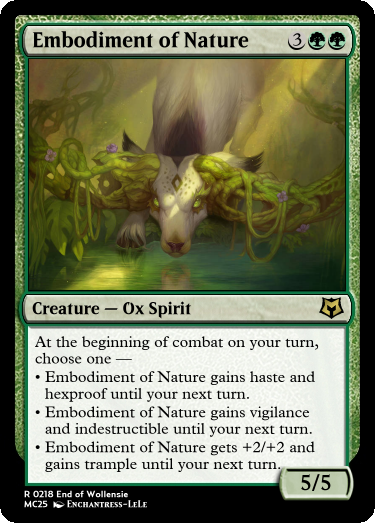 Embodiment of Nature 3
Creature — Ox Spirit
At the beginning of combat on your turn,
choose one —
• Embodiment of Nature gains haste and
hexproof until your next turn.
• Embodiment of Nature gains vigilance
and indestructible until your next turn.
• Embodiment of Nature gets +2/+2 and
gains trample until your next turn.
5/5
R 0218 End of Wollensie
MC25 Enchantress-LeLe